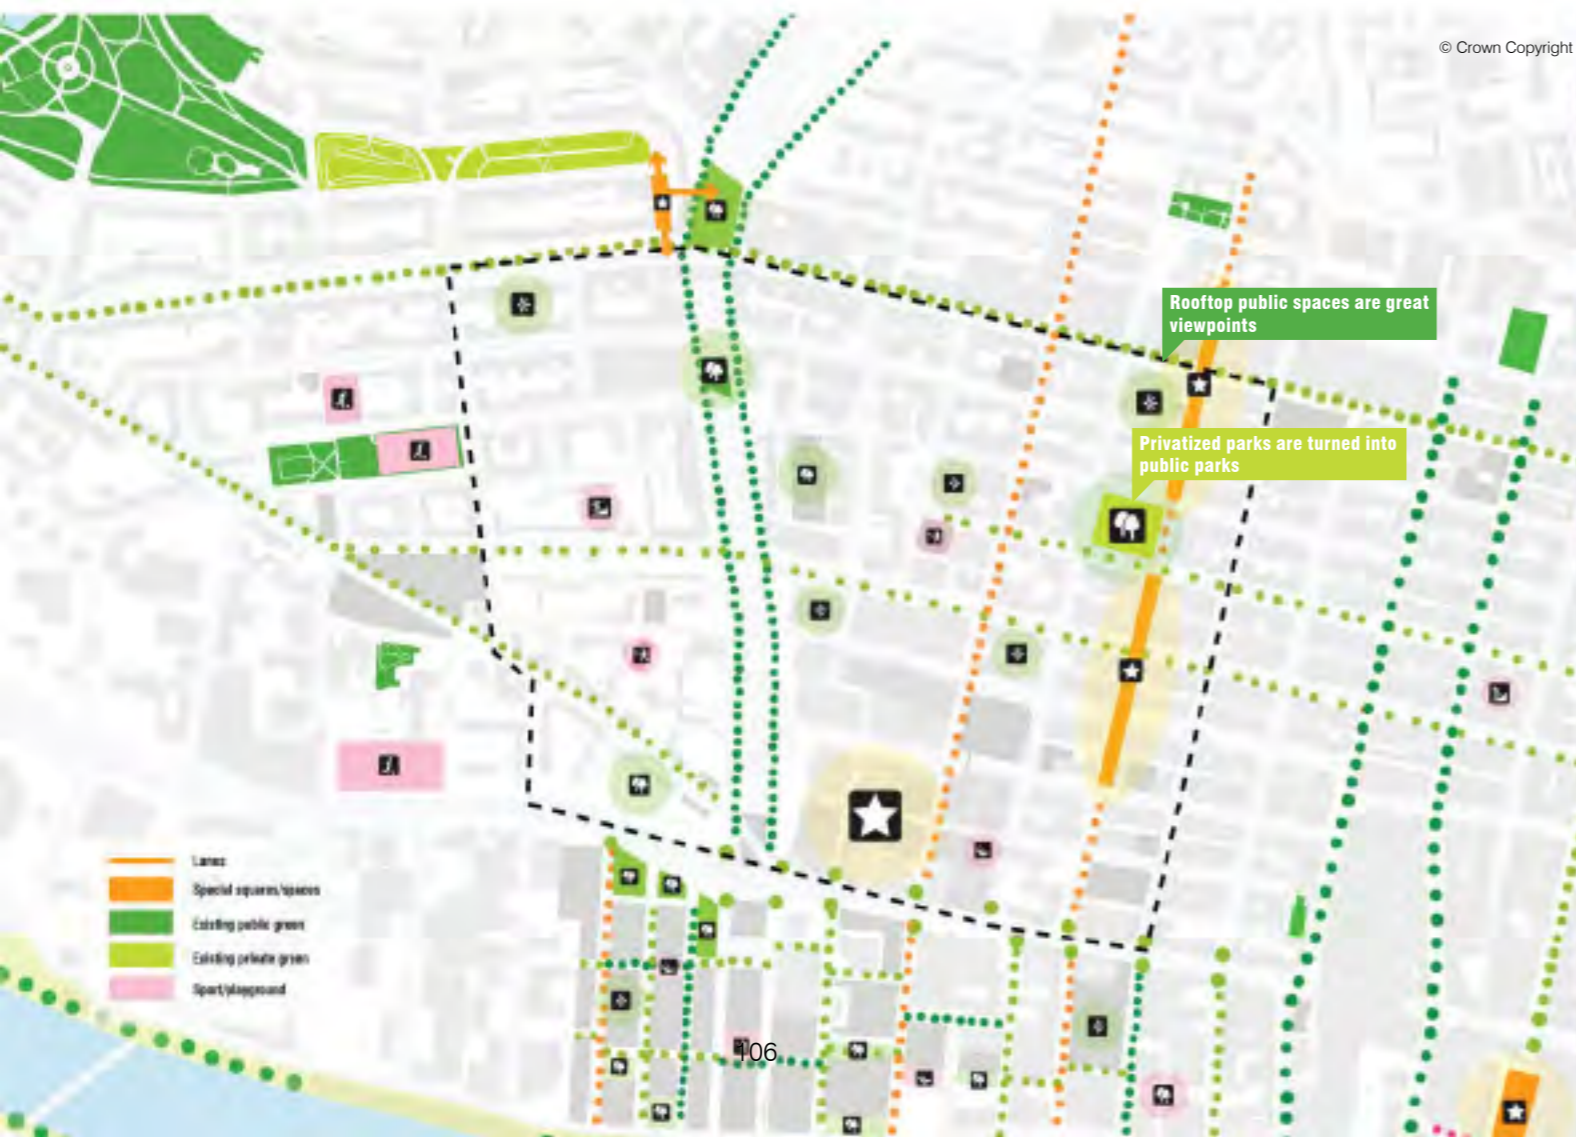 © Crown Copyright
Rooftop public spaces are great
viewpoints
Privatized parks are turned into
public parks
Lanes
Special squares/spaces
Existing public green
Existing private green
Sport/playground
106